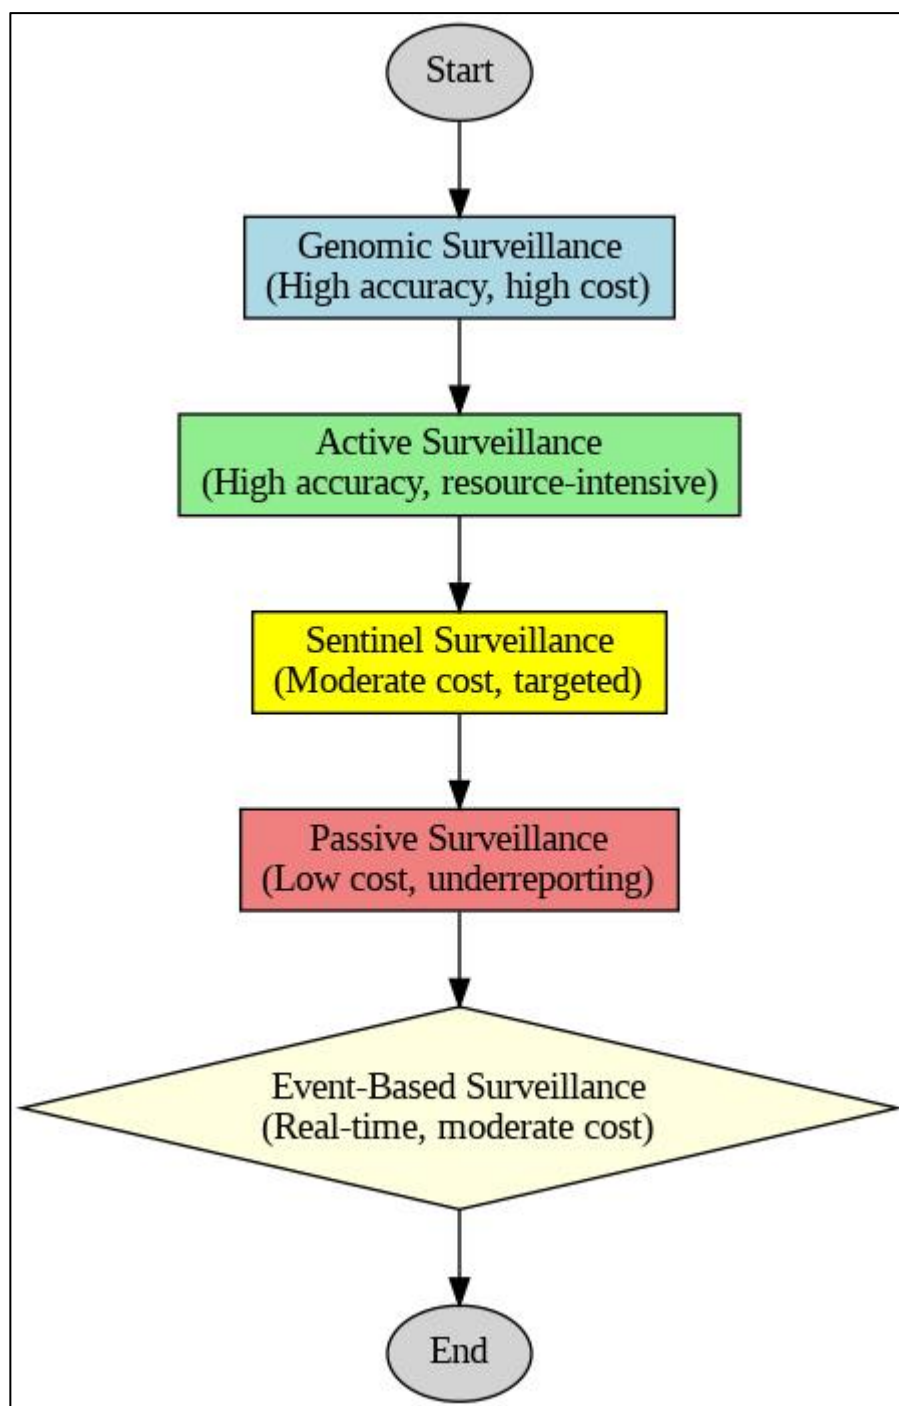 Start
Genomic Surveillance
(High accuracy, high cost)
Active Surveillance
(High accuracy, resource-intensive)
Sentinel Surveillance
(Moderate cost, targeted)
Passive Surveillance
(Low cost, underreporting)
Event-Based Surveillance
(Real-time, moderate cost)
End